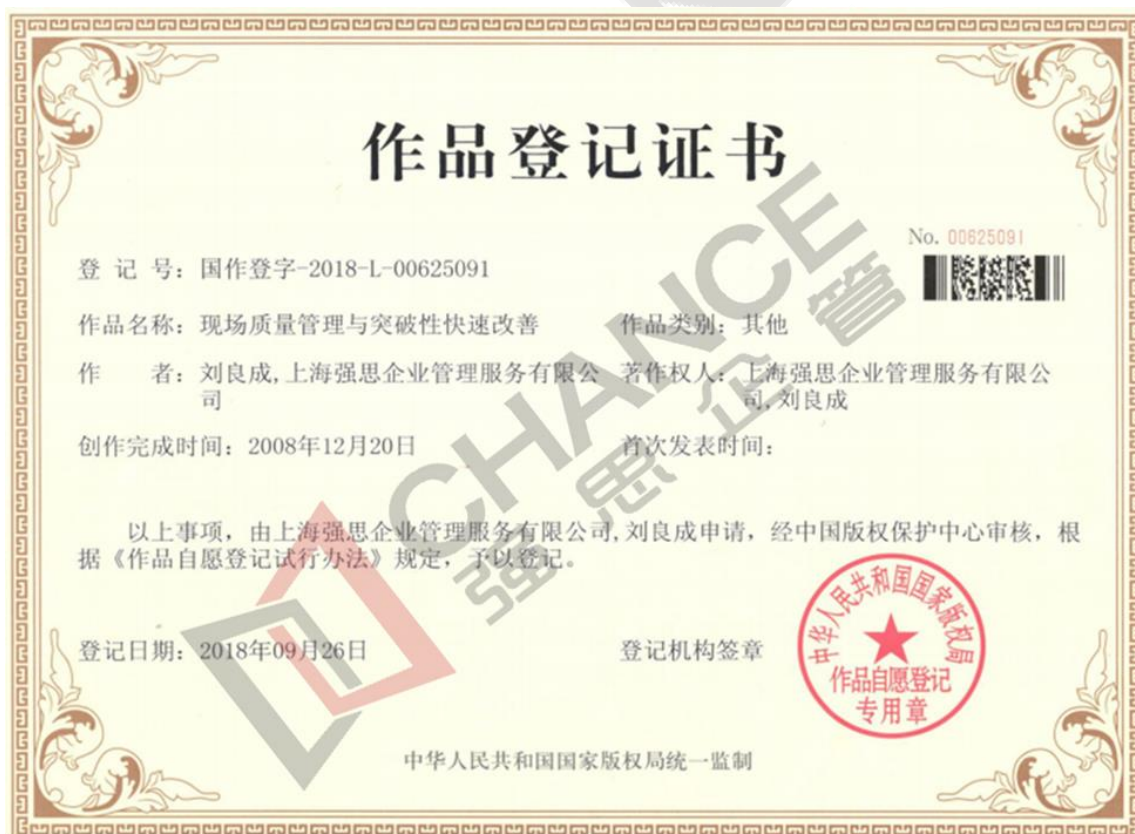 作品登记证书
No. 00625091
登 记 号：国作登字-2018-L-00625091
作品名称：现场质量管理与突破性快速改善
作品类别：其他
作 者：刘良成,上海强思企业管理服务有限公
司
著作权人：上海强思企业管理服务有限公
司,刘良成
创作完成时间：2008年12月20日
首次发表时间：
以上事项，由上海强思企业管理服务有限公司,刘良成申请，经中国版权保护中心审核，根
据《作品自愿登记试行办法》规定，予以登记.
登记日期：2018年09月26日
登记机构签章
中华人民共和国国家版权局
作品自愿登记
专用章
中华人民共和国国家版权局统一监制
CHANCE
强思企管